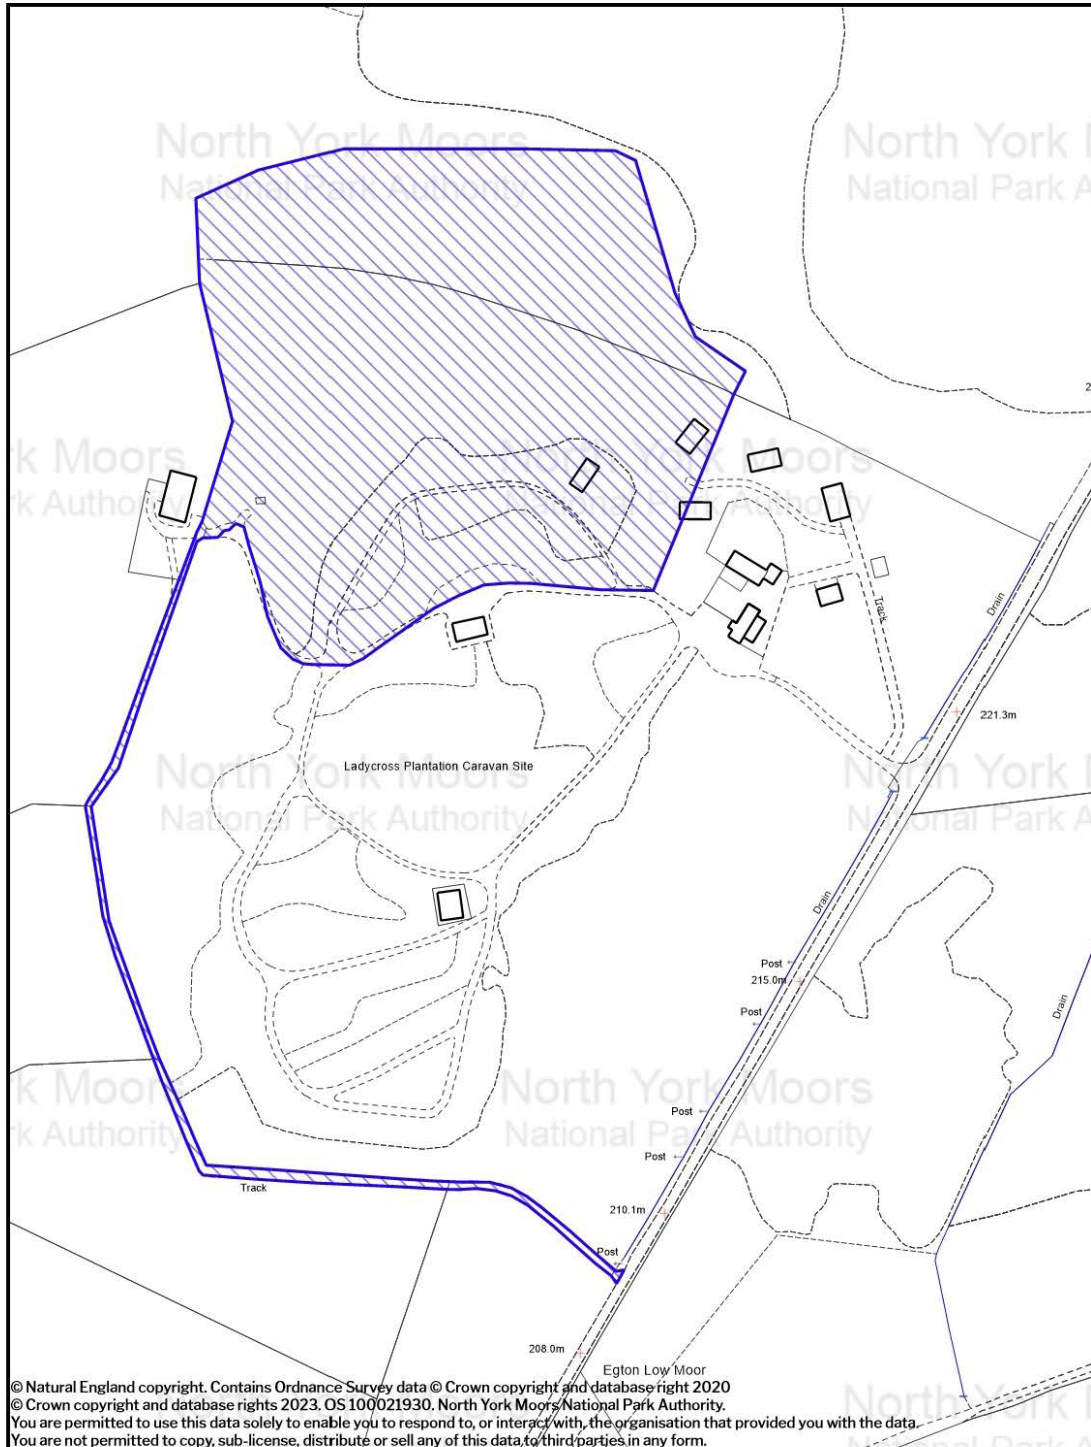 North York Moors
National Park Authority
North York M
National Park A
2
k Moors
rk Authority
North York Moors
National Park Authority
Drain
Track
221.3m
Ladycross Plantation Caravan Site
North York Moors
National Park Authority
North York M
National Park A
Drain
Post
215.0m
Post
Drain
k Moors
rk Authority
North York Moors
National Park Authority
Post
Post
Track
210.1m
Post
208.0m
Egton Low Moor
© Natural England copyright. Contains Ordnance Survey data © Crown copyright and database right 2020
© Crown copyright and database rights 2023. OS 100021930. North York Moors National Park Authority.
You are permitted to use this data solely to enable you to respond to, or interact with, the organisation that provided you with the data.
You are not permitted to copy, sub-license, distribute or sell any of this data to third parties in any form.